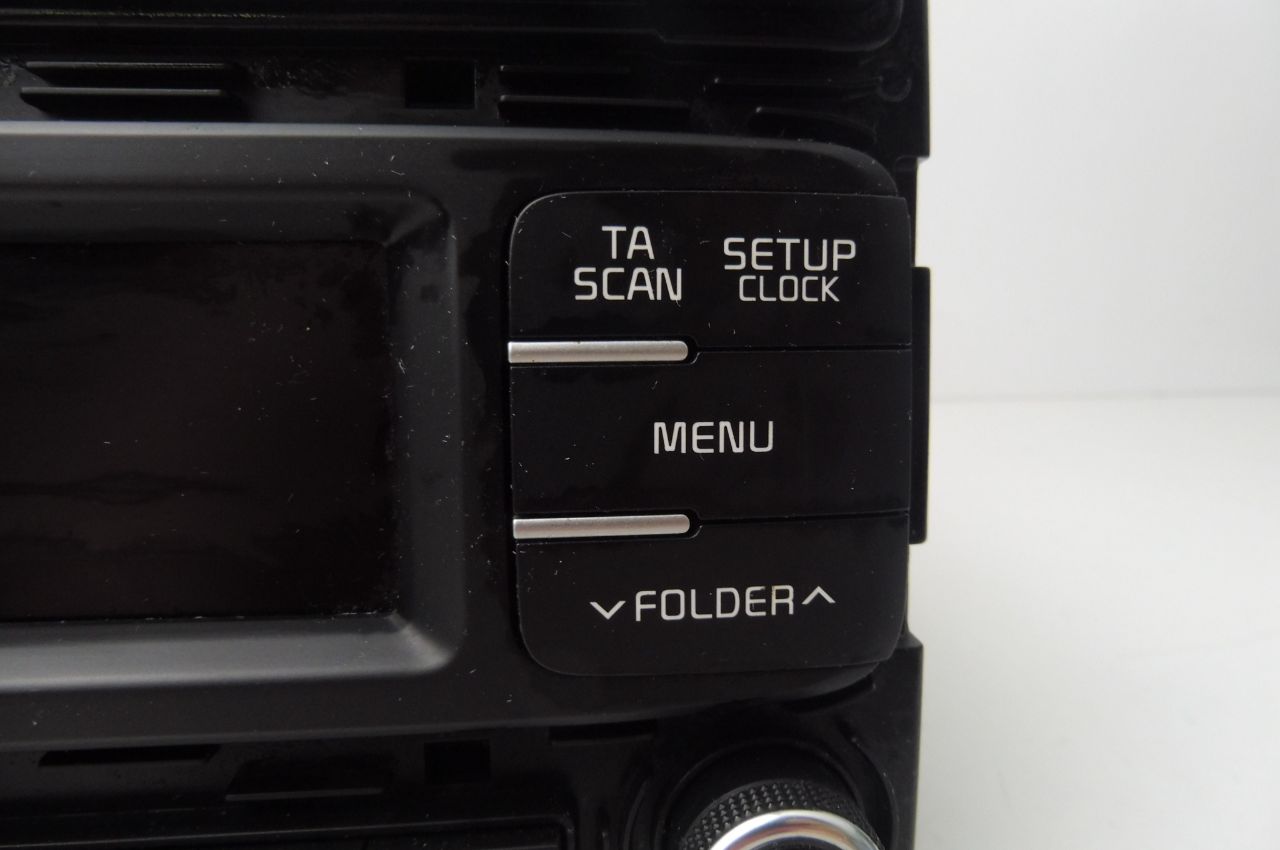 TA SETUP
SCAN CLOCK
MENU
FOLDER